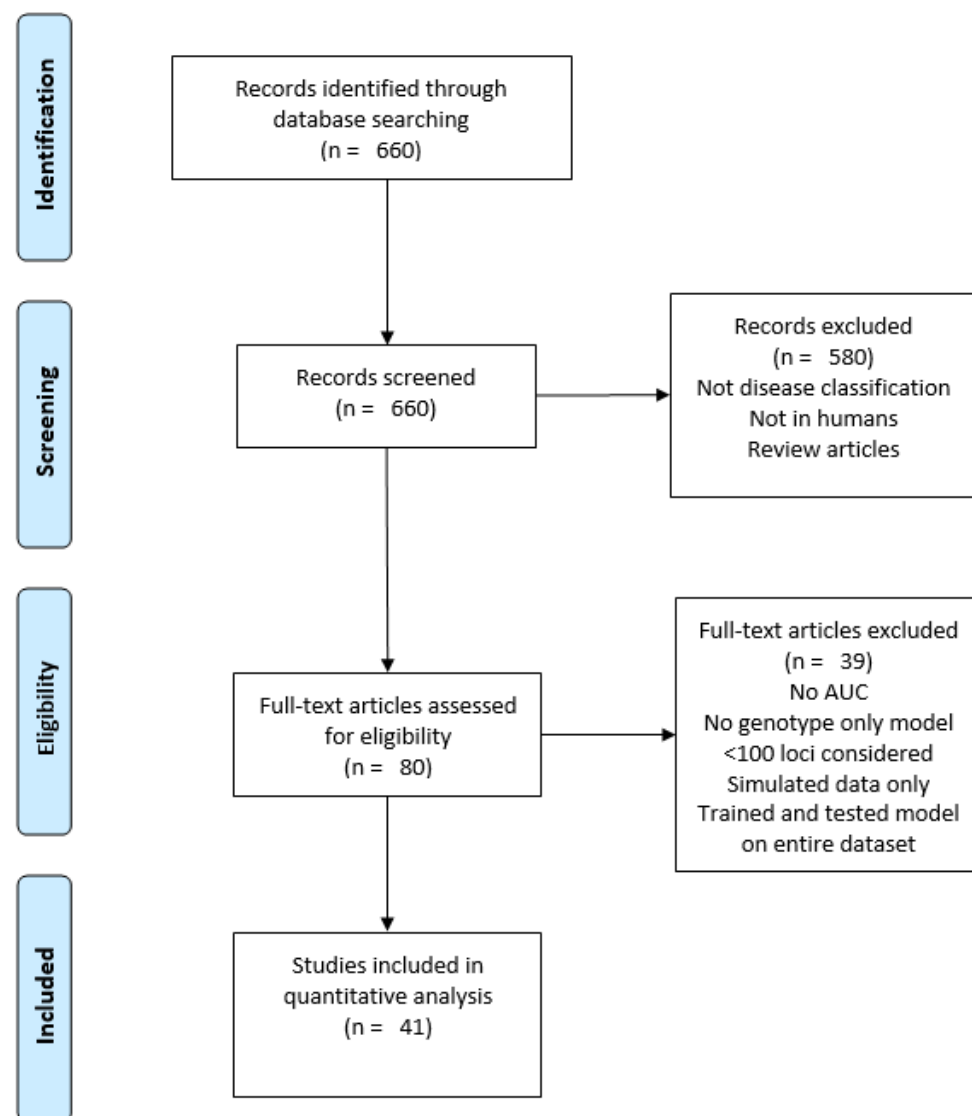 Identification
Records identified through
database searching
(n = 660)
Screening
Records screened
(n = 660)
Records excluded
(n = 580)
Not disease classification
Not in humans
Review articles
Eligibility
Full-text articles assessed
for eligibility
(n = 80)
Full-text articles excluded
(n = 39)
No AUC
No genotype only model
<100 loci considered
Simulated data only
Trained and tested model
on entire dataset
Included
Studies included in
quantitative analysis
(n = 41)